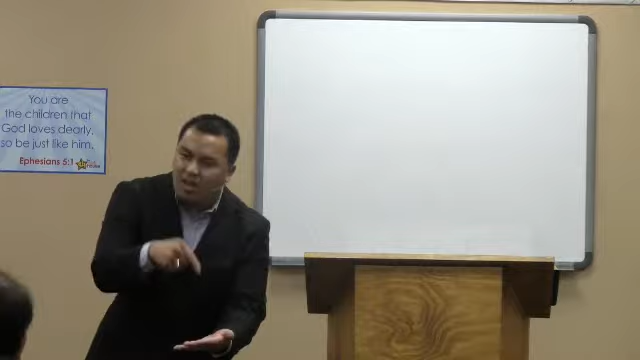 You are
the children that
God loves dearly,
so be just like him.
Ephesians 5:1